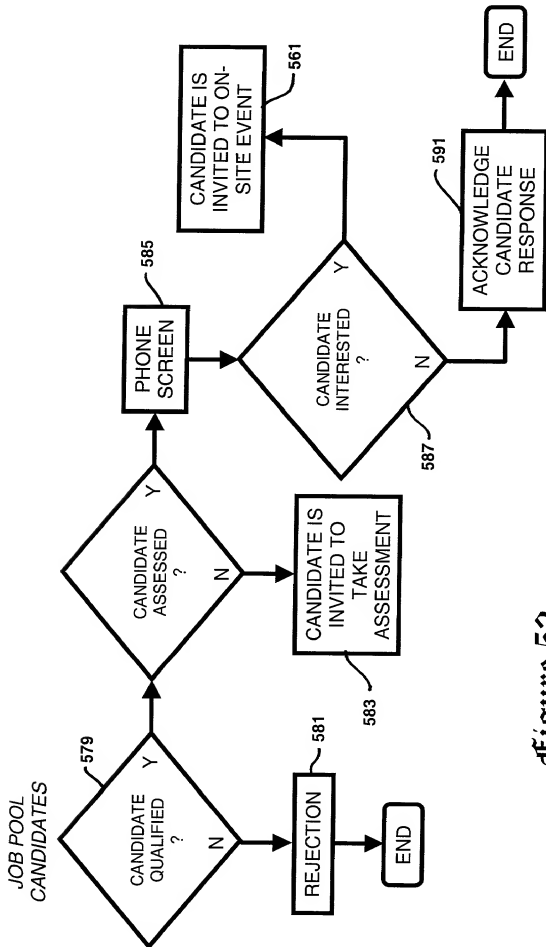 JOB POOL
CANDIDATES
579
CANDIDATE
QUALIFIED
?
Y
N
581
REJECTION
END
CANDIDATE
ASSESSED
?
Y
N
CANDIDATE IS
INVITED TO
TAKE
ASSESSMENT
583
585
PHONE
SCREEN
CANDIDATE
INTERESTED
?
Y
N
587
CANDIDATE IS
INVITED TO ON-
SITE EVENT
561
591
ACKNOWLEDGE
CANDIDATE
RESPONSE
END